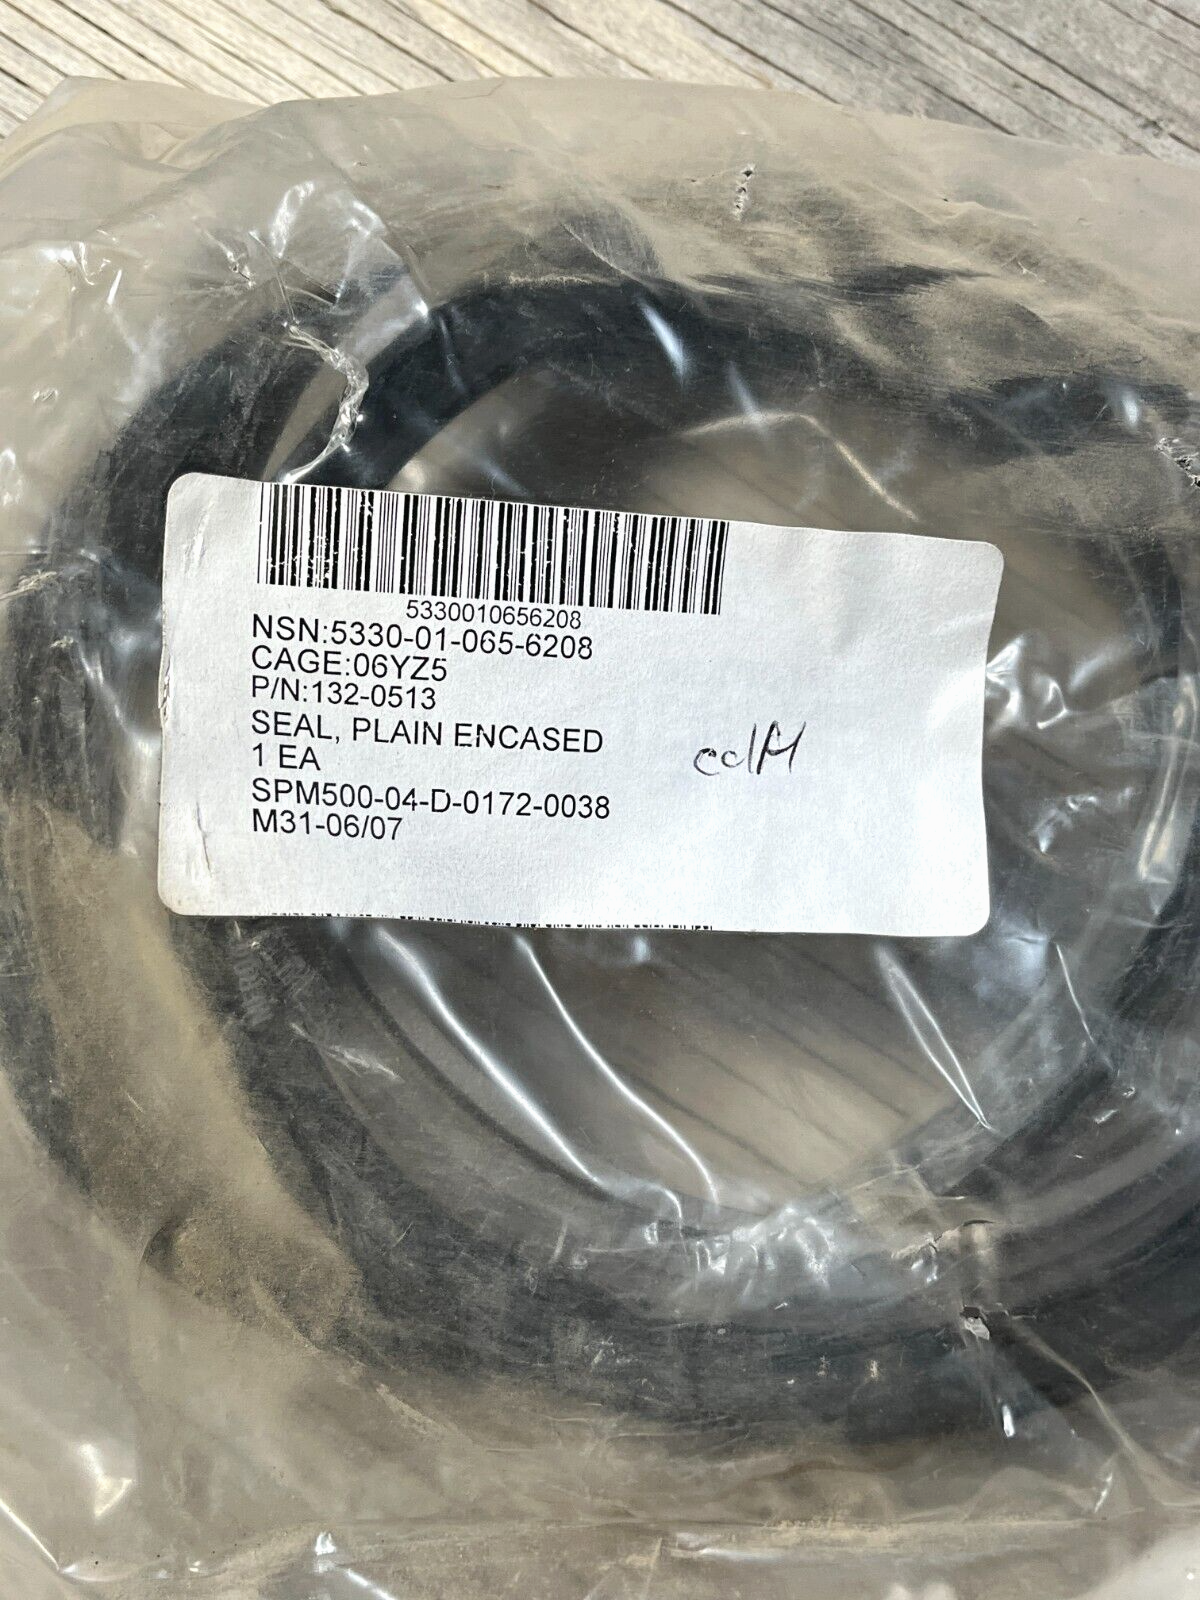 5330010656208
NSN:5330-01-065-6208
CAGE:06YZ5
P/N:132-0513
SEAL, PLAIN ENCASED
1 EA
SPM500-04-D-0172-0038
M31-06/07